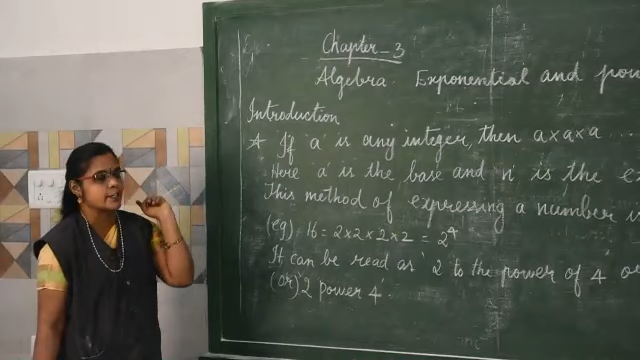 Chapter - 3
Algebra. Exponential and pow
Introduction
* If 'a' is any integer, then a×a×a ...
Here 'a' is the base and 'n' is the ex
This method of expressing a number is
(eg) 16 = 2×2×2×2 = 2⁴
It can be read as '2 to the power of 4' or
(or) '2 power 4'.